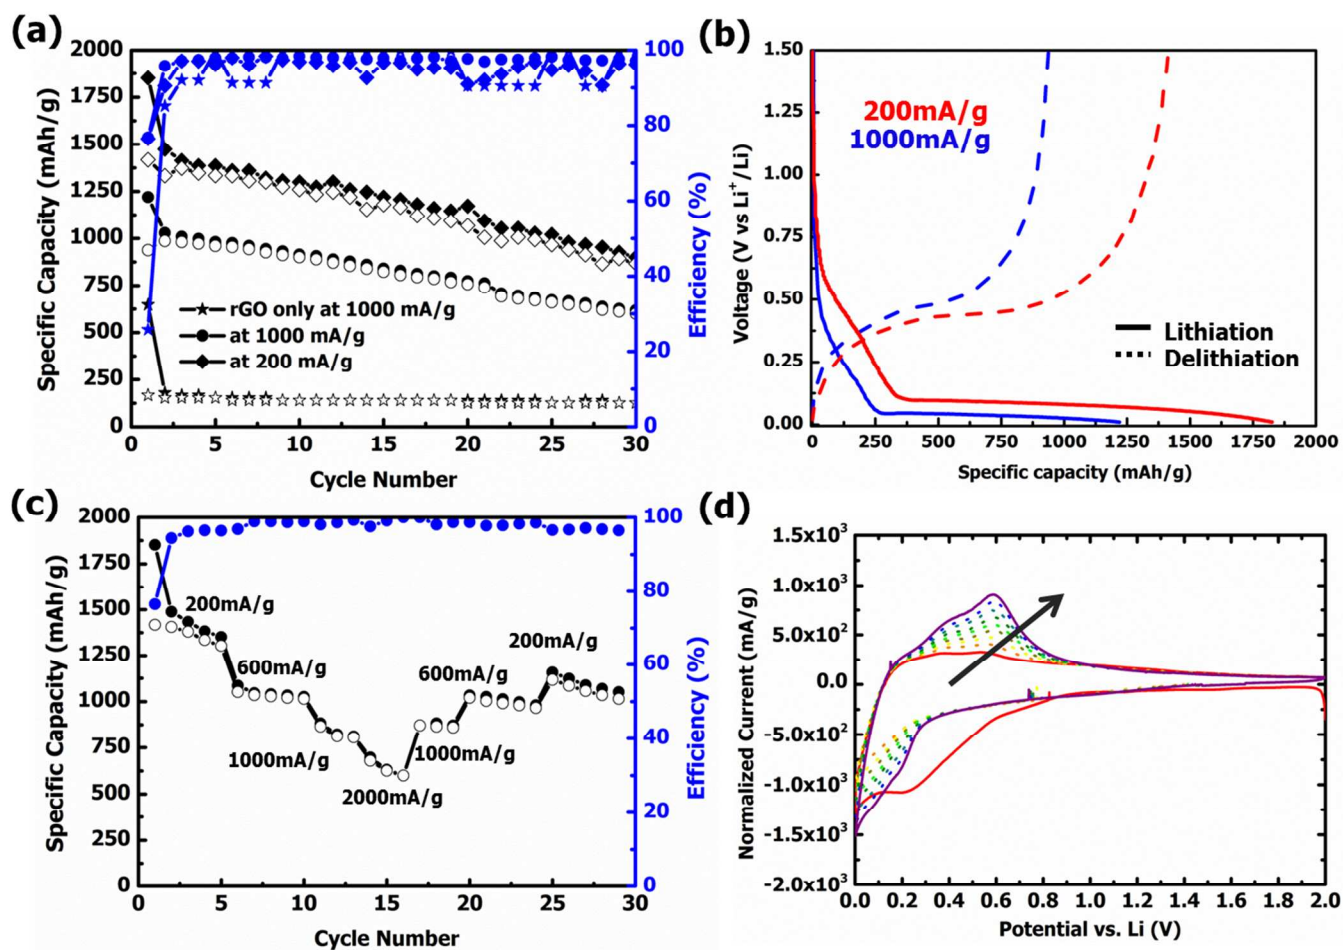 (a)
2000
1750
1500
1250
1000
750
500
250
0
Specific Capacity (mAh/g)
100
80
60
40
20
0
Efficiency (%)
rGO only at 1000 mA/g
at 1000 mA/g
at 200 mA/g
0 5 10 15 20 25 30
Cycle Number
(b)
1.50
1.25
1.00
0.75
0.50
0.25
0.00
Voltage (V vs Li⁺/Li)
200mA/g
1000mA/g
Lithiation
Delithiation
0 250 500 750 1000 1250 1500 1750 2000
Specific capacity (mAh/g)
(c)
2000
1750
1500
1250
1000
750
500
250
0
Specific Capacity (mAh/g)
200mA/g
600mA/g
1000mA/g
2000mA/g
1000mA/g
600mA/g
200mA/g
100
80
60
40
20
0
Efficiency (%)
0 5 10 15 20 25 30
Cycle Number
(d)
1.5x10³
1.0x10³
5.0x10²
0.0
-5.0x10²
-1.0x10³
-1.5x10³
-2.0x10³
Normalized Current (mA/g)
0.0 0.2 0.4 0.6 0.8 1.0 1.2 1.4 1.6 1.8 2.0
Potential vs. Li (V)